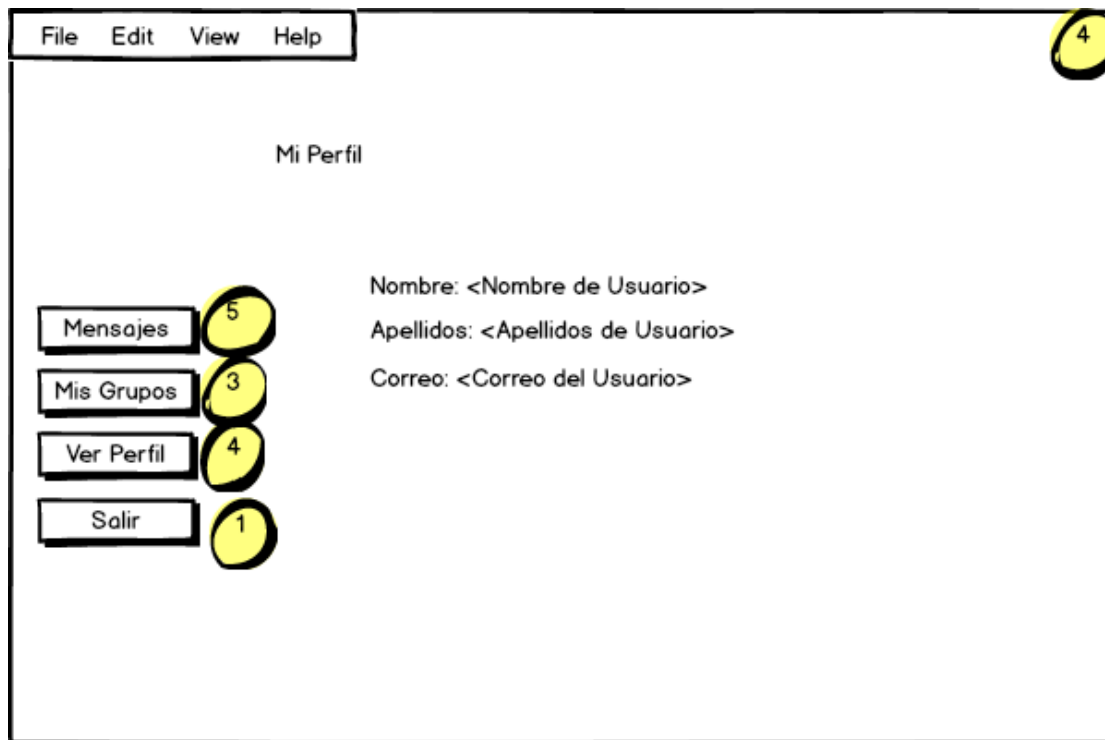 File Edit View Help
4
Mi Perfil
Nombre: <Nombre de Usuario>
Mensajes 5
Apellidos: <Apellidos de Usuario>
Mis Grupos 3
Correo: <Correo del Usuario>
Ver Perfil 4
Salir 1